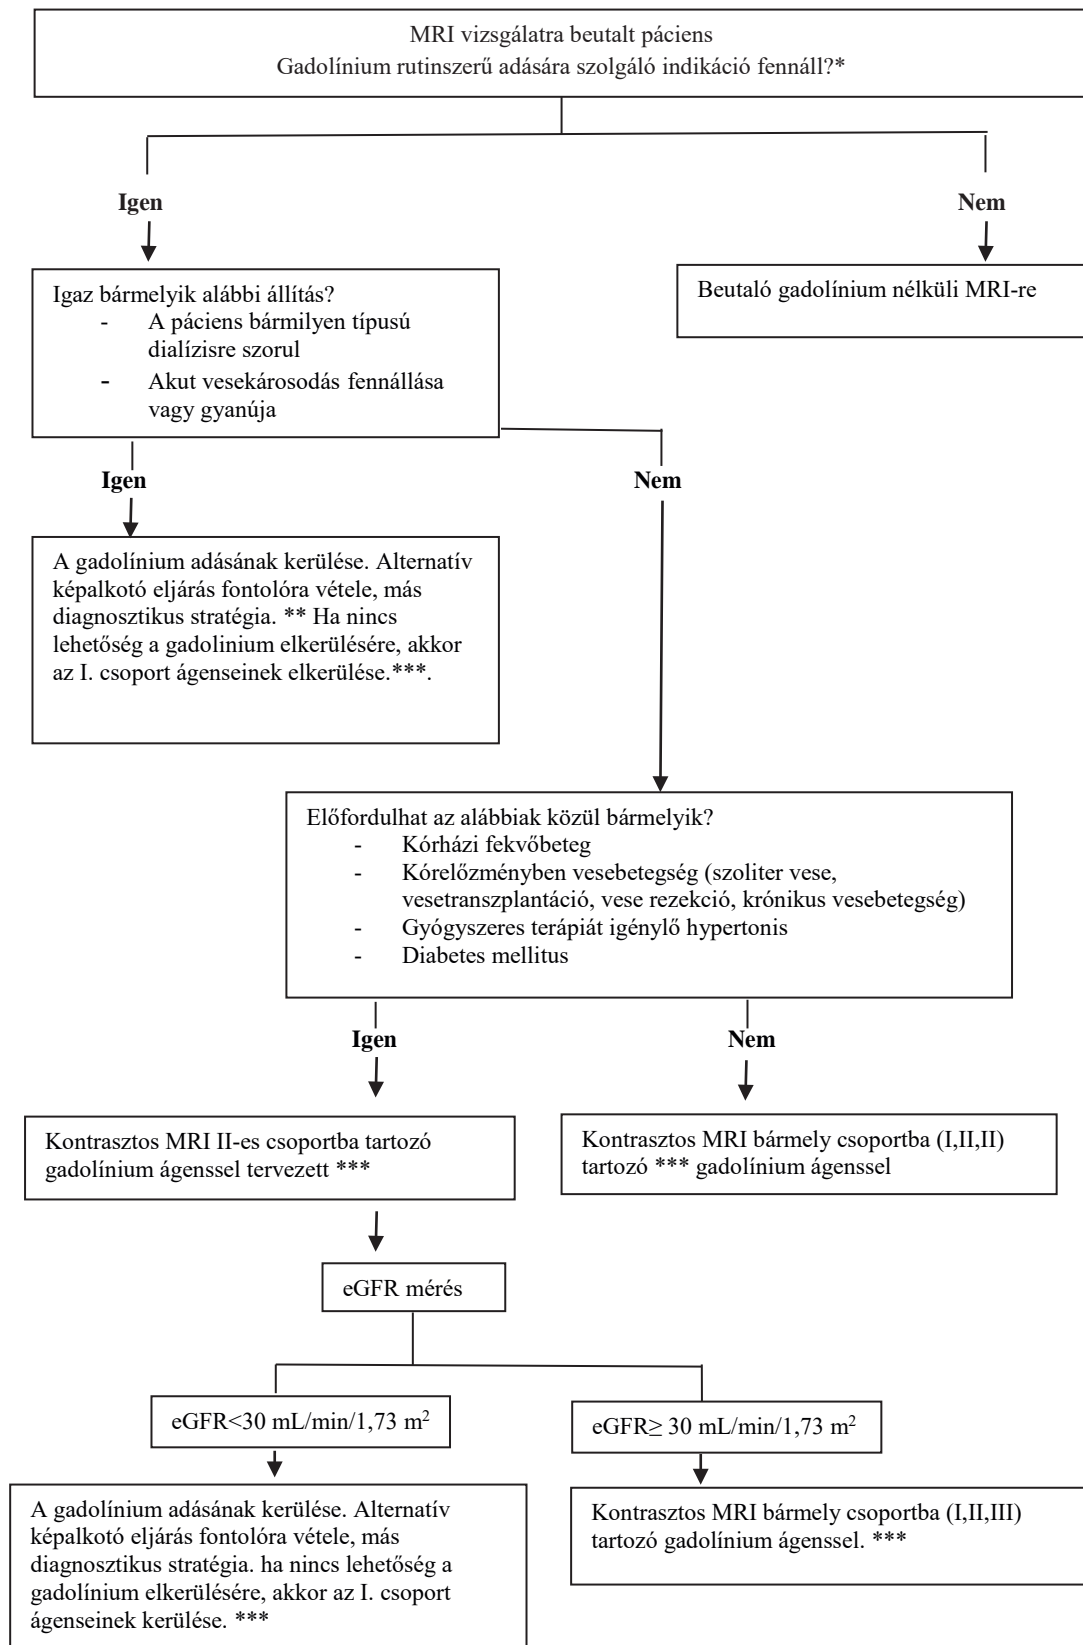 MRI vizsgálatra beutalt páciens
Gadolínium rutinszerű adására szolgáló indikáció fennáll?*
Igen
Nem
Igaz bármelyik alábbi állítás?
- A páciens bármilyen típusú
dialízisre szorul
- Akut vesekárosodás fennállása
vagy gyanúja
Beutaló gadolínium nélküli MRI-re
Igen
Nem
A gadolínium adásának kerülése. Alternatív
képalkotó eljárás fontolóra vétele, más
diagnosztikus stratégia. ** Ha nincs
lehetőség a gadolinium elkerülésére, akkor
az I. csoport ágenseinek elkerülése.***.
Előfordulhat az alábbiak közül bármelyik?
- Kórházi fekvőbeteg
- Kórelőzményben vesebetegség (szoliter vese,
vesetranszplantáció, vese rezekció, krónikus vesebetegség)
- Gyógyszeres terápiát igénylő hypertonis
- Diabetes mellitus
Igen
Nem
Kontrasztos MRI II-es csoportba tartozó
gadolínium ágenssel tervezett ***
Kontrasztos MRI bármely csoportba (I,II,II)
tartozó *** gadolínium ágenssel
eGFR mérés
eGFR<30 mL/min/1,73 m²
eGFR≥ 30 mL/min/1,73 m²
A gadolínium adásának kerülése. Alternatív
képalkotó eljárás fontolóra vétele, más
diagnosztikus stratégia. ha nincs lehetőség a
gadolínium elkerülésére, akkor az I. csoport
ágenseinek kerülése. ***
Kontrasztos MRI bármely csoportba (I,II,III)
tartozó gadolínium ágenssel. ***